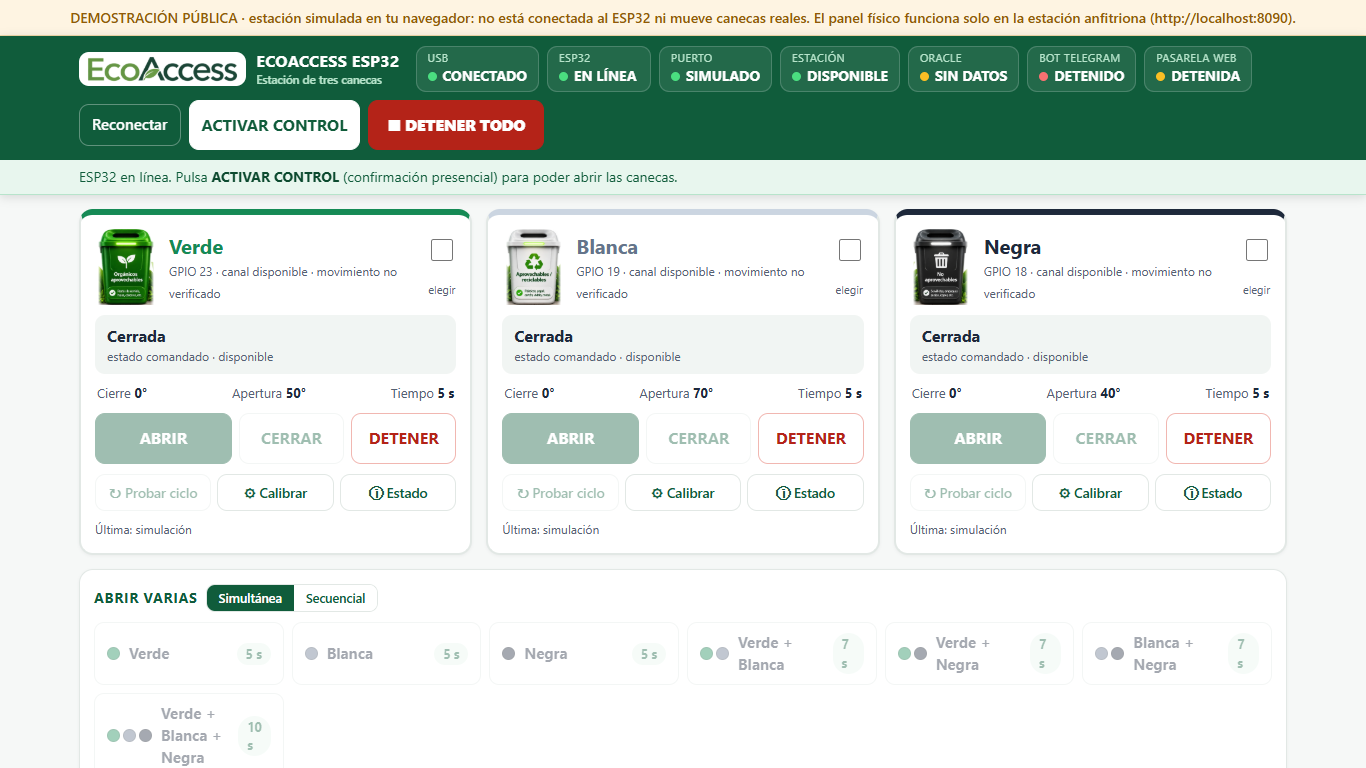 DEMOSTRACIÓN PÚBLICA · estación simulada en tu navegador: no está conectada al ESP32 ni mueve canecas reales. El panel físico funciona solo en la estación anfitriona (http://localhost:8090).
EcoAccess
ECOACCESS ESP32
Estación de tres canecas
USB
CONECTADO
ESP32
EN LÍNEA
PUERTO
SIMULADO
ESTACIÓN
DISPONIBLE
ORACLE
SIN DATOS
BOT TELEGRAM
DETENIDO
PASARELA WEB
DETENIDA
Reconectar
ACTIVAR CONTROL
■ DETENER TODO
ESP32 en línea. Pulsa ACTIVAR CONTROL (confirmación presencial) para poder abrir las canecas.
Orgánicos
aprovechables
Verde
GPIO 23 · canal disponible · movimiento no
verificado
elegir
Cerrada
estado comandado · disponible
Cierre 0°
Apertura 50°
Tiempo 5 s
ABRIR
CERRAR
DETENER
↻ Probar ciclo
⚙ Calibrar
ⓘ Estado
Última: simulación
Aprovechables /
reciclables
Blanca
GPIO 19 · canal disponible · movimiento no
verificado
elegir
Cerrada
estado comandado · disponible
Cierre 0°
Apertura 70°
Tiempo 5 s
ABRIR
CERRAR
DETENER
↻ Probar ciclo
⚙ Calibrar
ⓘ Estado
Última: simulación
No
aprovechables
Negra
GPIO 18 · canal disponible · movimiento no
verificado
elegir
Cerrada
estado comandado · disponible
Cierre 0°
Apertura 40°
Tiempo 5 s
ABRIR
CERRAR
DETENER
↻ Probar ciclo
⚙ Calibrar
ⓘ Estado
Última: simulación
ABRIR VARIAS
Simultánea
Secuencial
Verde
5 s
Blanca
5 s
Negra
5 s
Verde +
Blanca
7
s
Verde +
Negra
7
s
Blanca +
Negra
7
s
Verde +
Blanca +
Negra
10
s